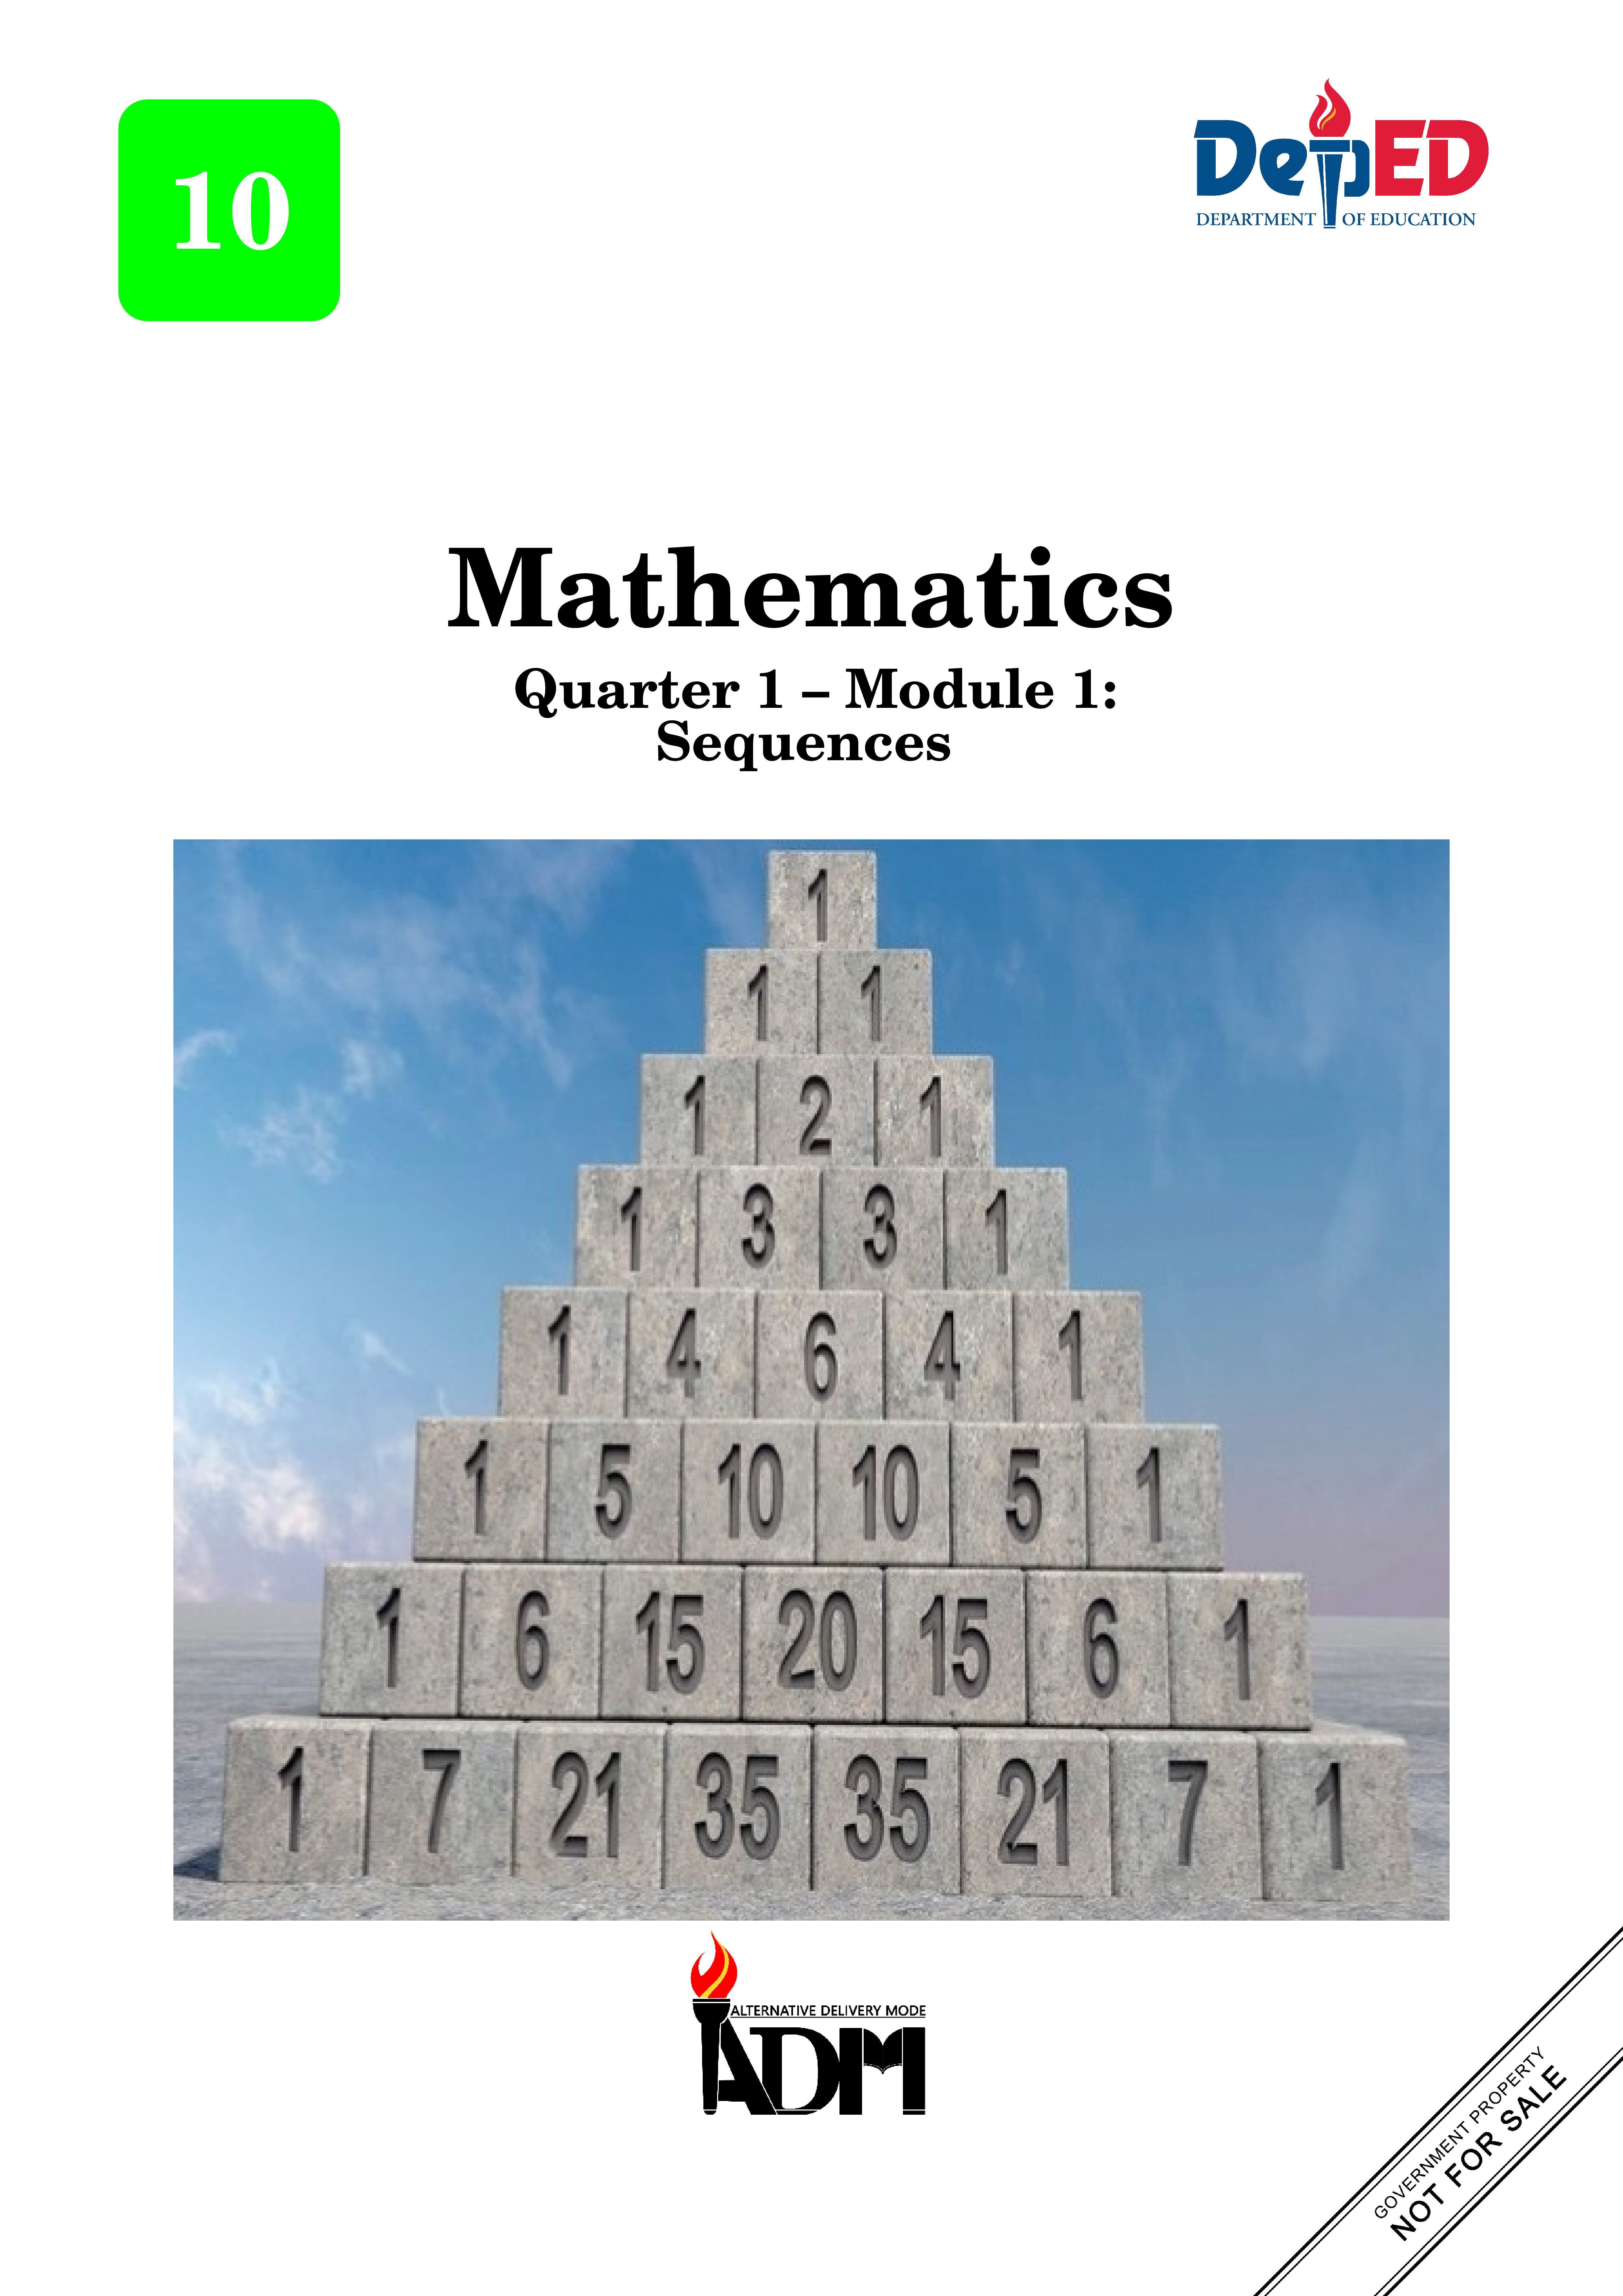 10
DepED
DEPARTMENT OF EDUCATION
Mathematics
Quarter 1 – Module 1:
Sequences
1
1 1
1 2 1
1 3 3 1
1 4 6 4 1
1 5 10 10 5 1
1 6 15 20 15 6 1
1 7 21 35 35 21 7 1
ALTERNATIVE DELIVERY MODE
ADM
GOVERNMENT PROPERTY
NOT FOR SALE